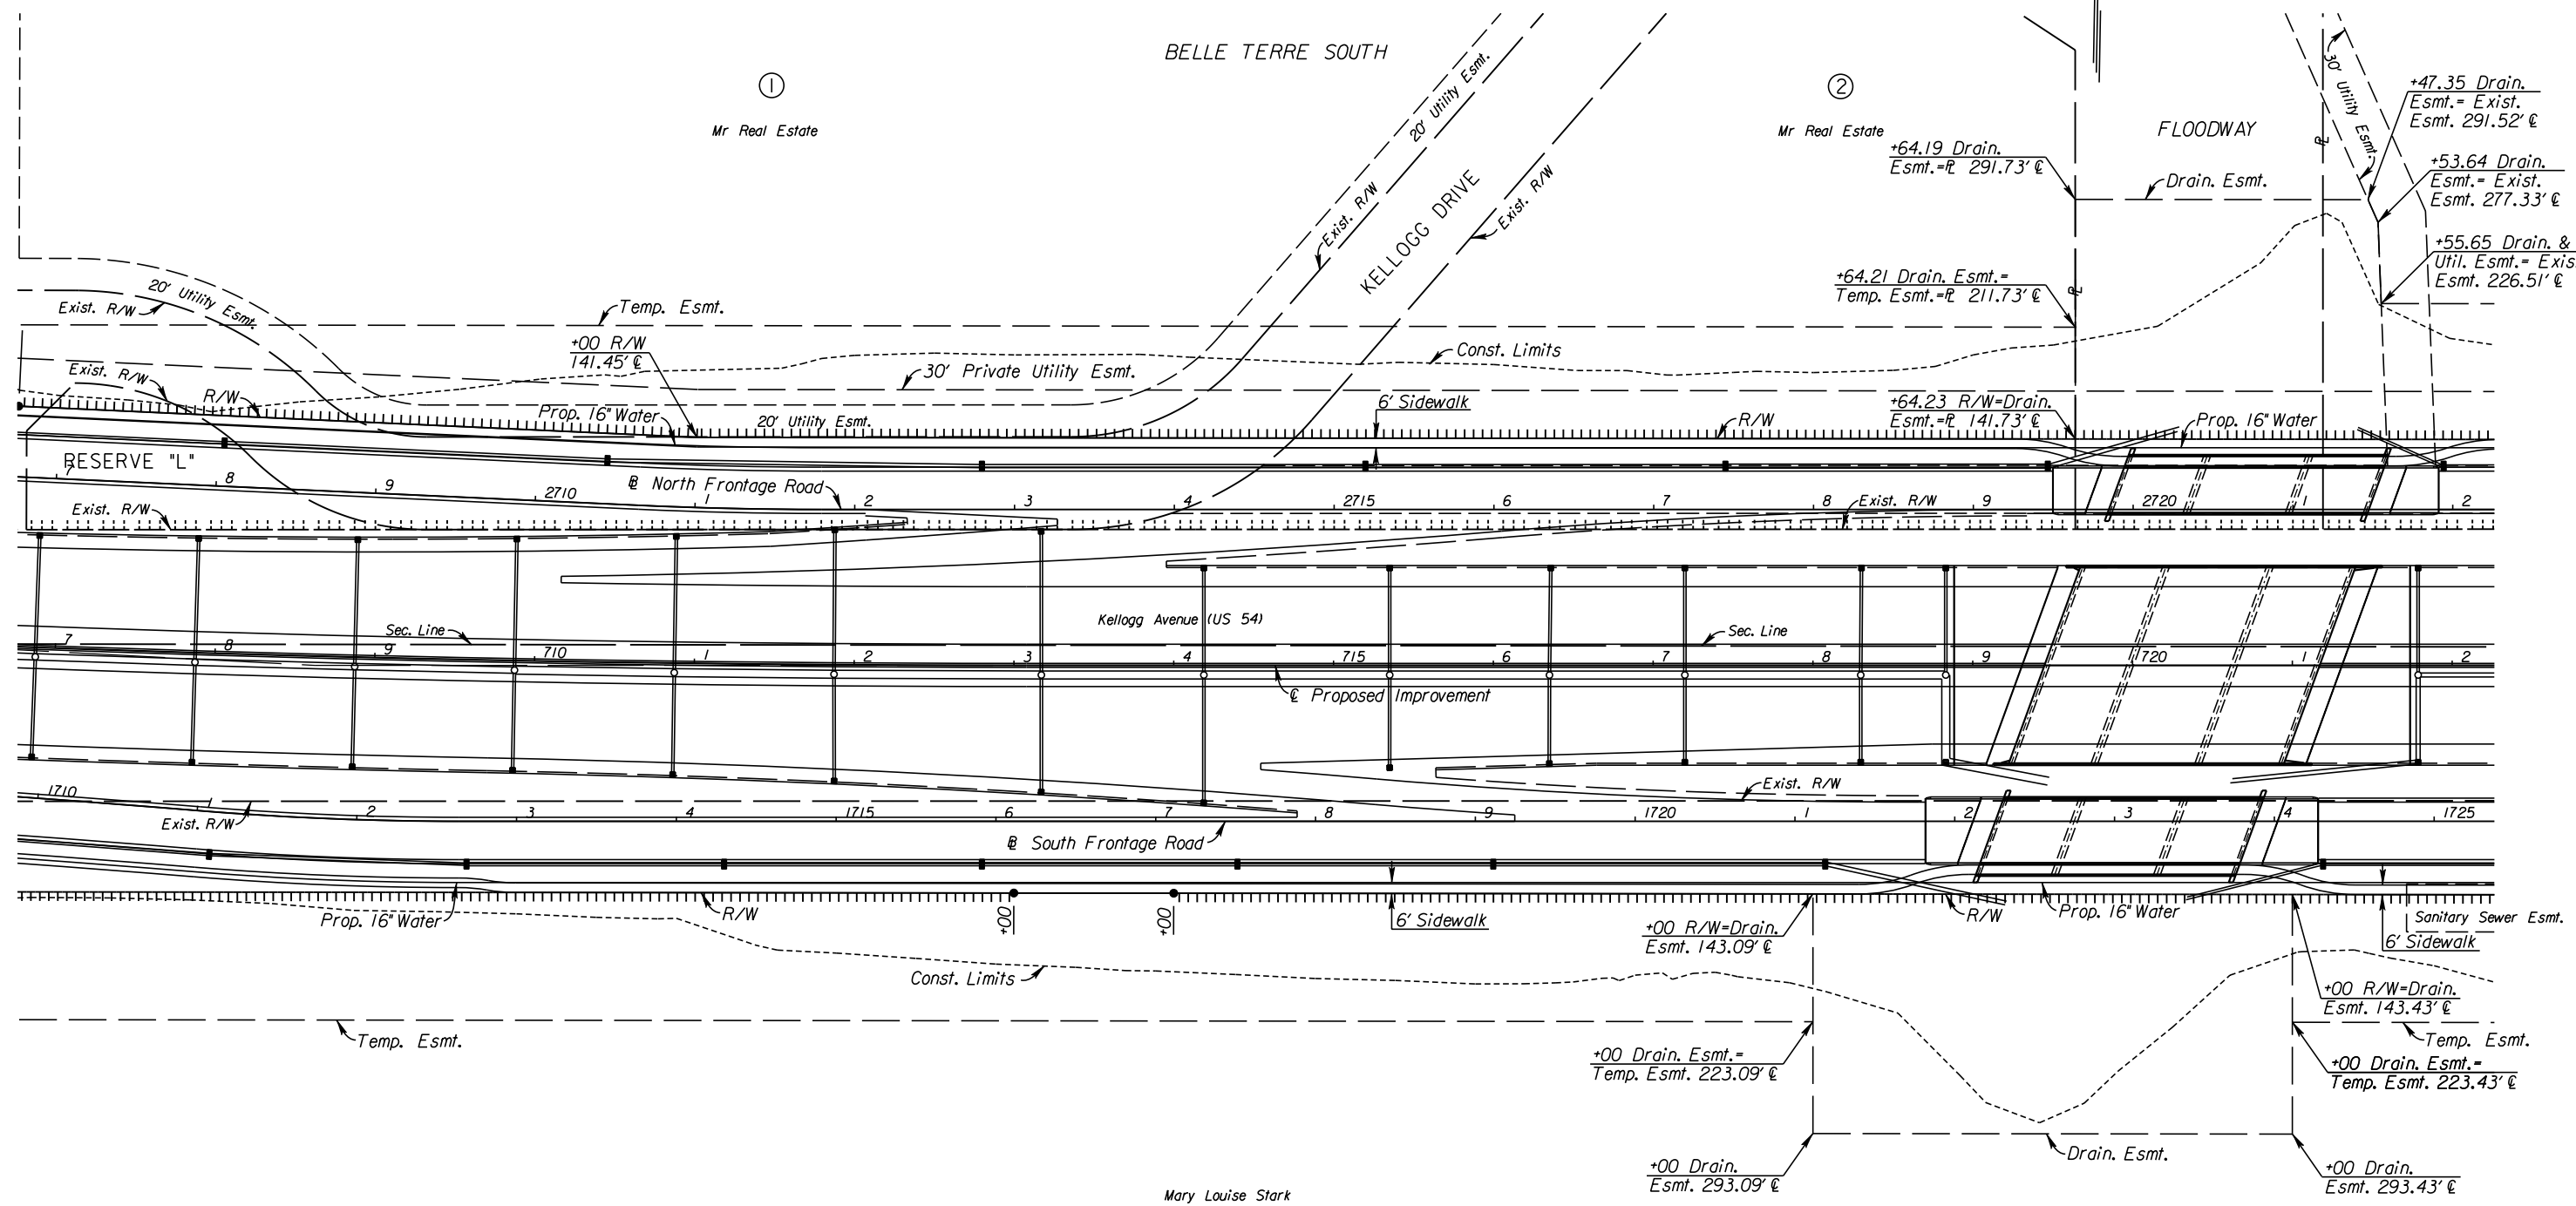 BELLE TERRE SOUTH
1
Mr Real Estate
20' Utility Esmt.
2
Mr Real Estate
FLOODWAY
30' Utility Esmt.
℄
+47.35 Drain.
Esmt.= Exist.
Esmt. 291.52' ℄
+64.19 Drain.
Esmt.=℄ 291.73' ℄
Drain. Esmt.
+53.64 Drain.
Esmt.= Exist.
Esmt. 277.33' ℄
Exist. R/W
KELLOGG DRIVE
Exist. R/W
+55.65 Drain. &
Util. Esmt.= Exis
Esmt. 226.51' ℄
20' Utility Esmt.
Exist. R/W
Temp. Esmt.
+64.21 Drain. Esmt.=
Temp. Esmt.=℄ 211.73' ℄
+00 R/W
141.45' ℄
Const. Limits
Exist. R/W
30' Private Utility Esmt.
R/W
Prop. 16" Water
20' Utility Esmt.
6' Sidewalk
R/W
+64.23 R/W=Drain.
Esmt.=℄ 141.73' ℄
Prop. 16" Water
RESERVE "L"
7 8 9 2710 1 2 3 4 2715 6 7 8 9 2720 1 2
North Frontage Road
Exist. R/W
Exist. R/W
Kellogg Avenue (US 54)
Sec. Line
Sec. Line
7 8 9 710 1 2 3 4 715 6 7 8 9 720 1 2
℄ Proposed Improvement
Exist. R/W
1710 1 2 3 4 1715 6 7 8 9 1720 1 2 3 4 1725
Exist. R/W
South Frontage Road
Prop. 16" Water
R/W
+00
+00
6' Sidewalk
+00 R/W=Drain.
Esmt. 143.09' ℄
R/W
Prop. 16" Water
Sanitary Sewer Esmt.
6' Sidewalk
Const. Limits
+00 R/W=Drain.
Esmt. 143.43' ℄
Temp. Esmt.
Temp. Esmt.
+00 Drain. Esmt.=
Temp. Esmt. 223.09' ℄
+00 Drain. Esmt.=
Temp. Esmt. 223.43' ℄
Drain. Esmt.
+00 Drain.
Esmt. 293.09' ℄
+00 Drain.
Esmt. 293.43' ℄
Mary Louise Stark